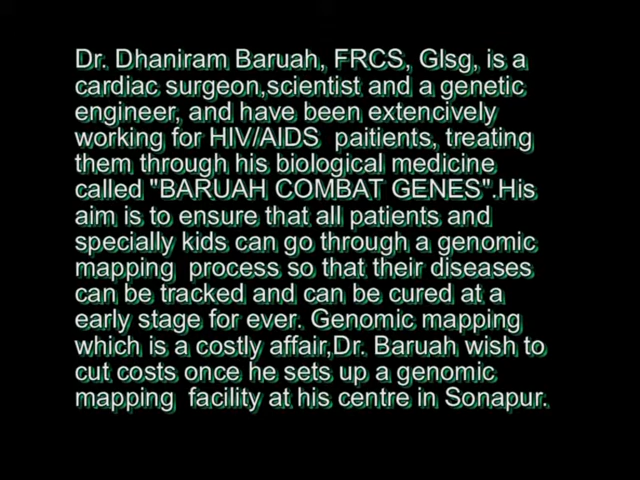 Dr. Dhaniram Baruah, FRCS, Glsg, is a
cardiac surgeon,scientist and a genetic
engineer, and have been extencively
working for HIV/AIDS paitients, treating
them through his biological medicine
called "BARUAH COMBAT GENES".His
aim is to ensure that all patients and
specially kids can go through a genomic
mapping process so that their diseases
can be tracked and can be cured at a
early stage for ever. Genomic mapping
which is a costly affair,Dr. Baruah wish to
cut costs once he sets up a genomic
mapping facility at his centre in Sonapur.